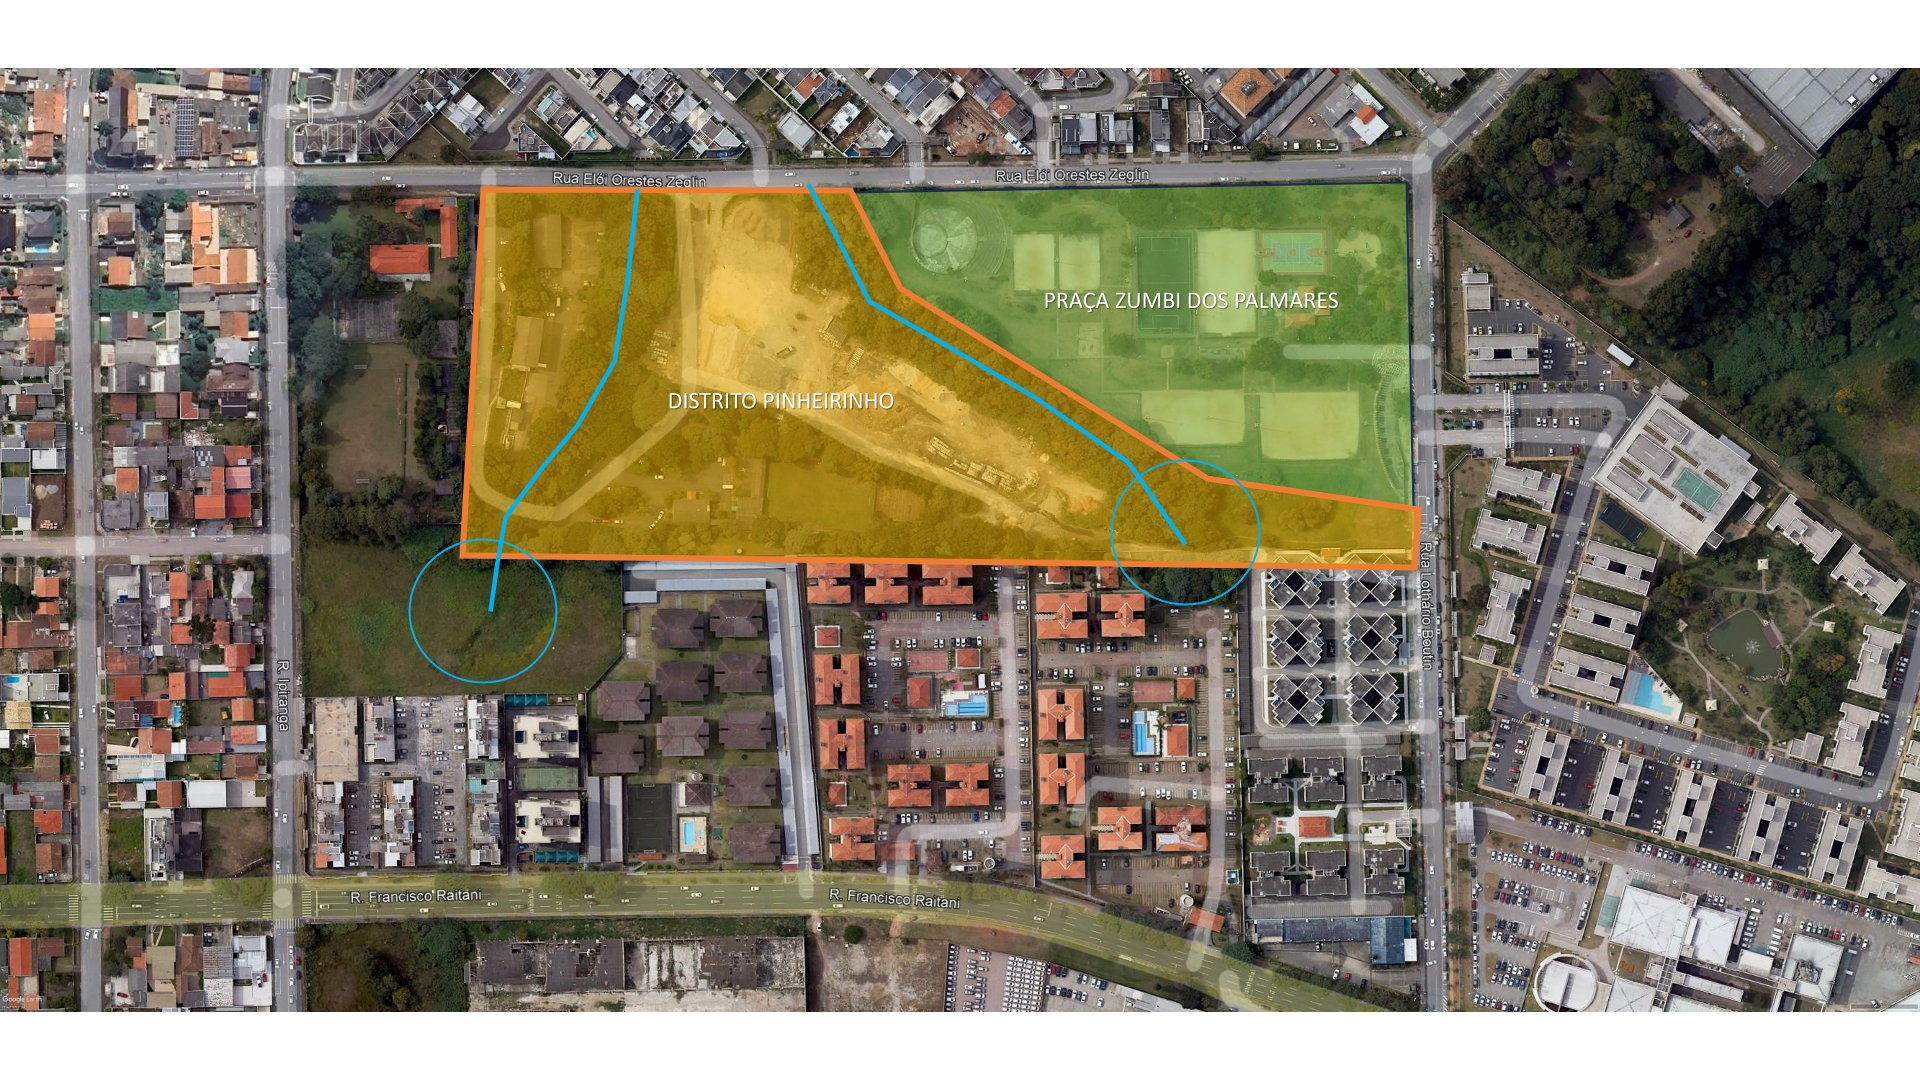 Rua Elói Orestes Zeglin
Rua Elói Orestes Zeglin
PRAÇA ZUMBI DOS PALMARES
DISTRITO PINHEIRINHO
Rua Lothário Boutin
R. Ipiranga
R. Francisco Raitani
R. Francisco Raitani
Google Earth